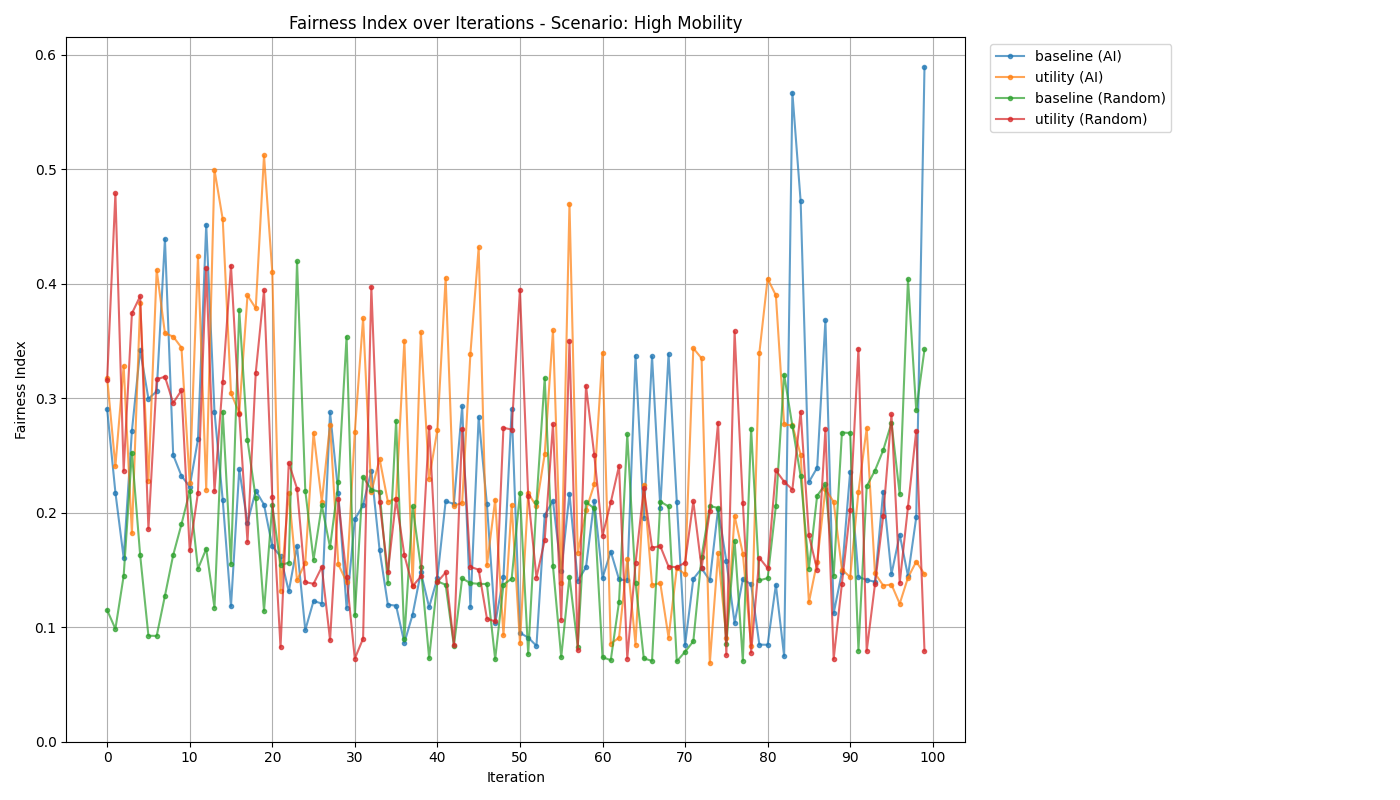 Fairness Index over Iterations - Scenario: High Mobility
baseline (AI)
utility (AI)
baseline (Random)
utility (Random)
Fairness Index
0.6
0.5
0.4
0.3
0.2
0.1
0.0
0 10 20 30 40 50 60 70 80 90 100
Iteration